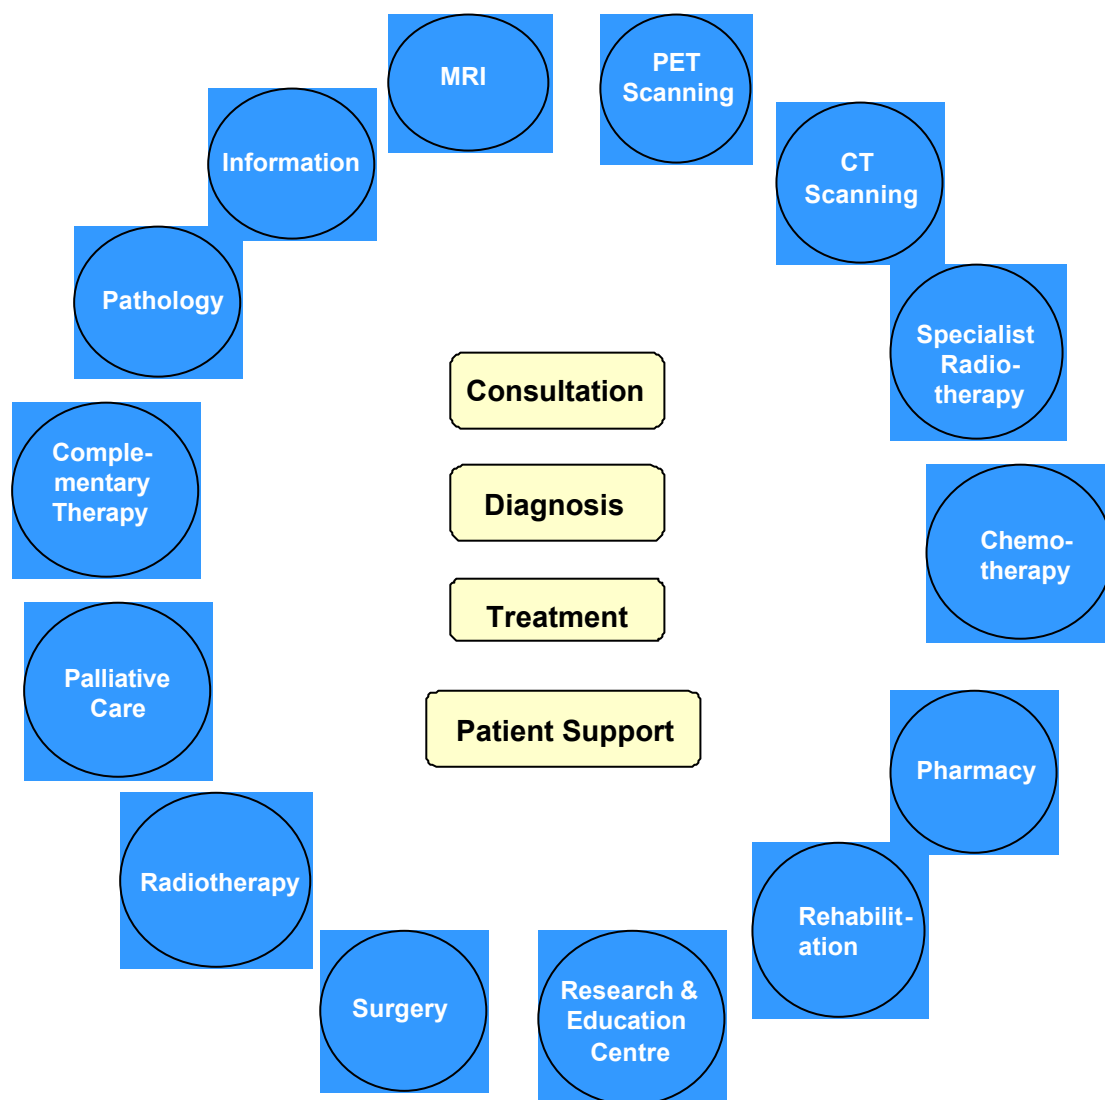 MRI
PET
Scanning
Information
CT
Scanning
Pathology
Specialist
Radio-
therapy
Consultation
Comple-
mentary
Therapy
Diagnosis
Chemo-
therapy
Treatment
Palliative
Care
Patient Support
Pharmacy
Radiotherapy
Rehabilit-
ation
Surgery
Research &
Education
Centre